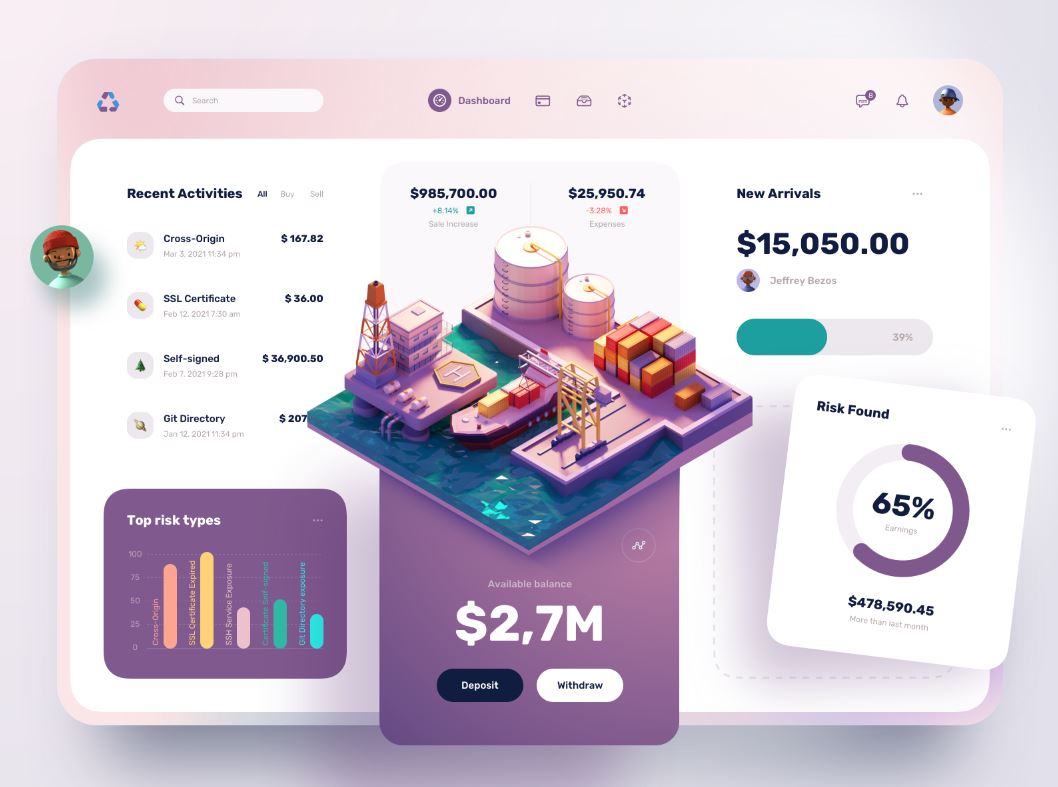 Search
Dashboard
8
Recent Activities
All
Buy
Sell
Cross-Origin
$ 167.82
Mar 3, 2021 11:34 pm
SSL Certificate
$ 36.00
Feb 12, 2021 7:30 am
Self-signed
$ 36,900.50
Feb 7, 2021 9:28 pm
Git Directory
$ 207
Jan 12, 2021 11:34 pm
Top risk types
100
75
50
25
0
Cross-Origin
SSL Certificate Expired
SSH Service Exposure
Certificate Self-signed
Git Directory exposure
$985,700.00
+8.14%
Sale Increase
$25,950.74
-3.28%
Expenses
H
Available balance
$2,7M
Deposit
Withdraw
New Arrivals
$15,050.00
Jeffrey Bezos
39%
Risk Found
65%
Earnings
$478,590.45
More than last month